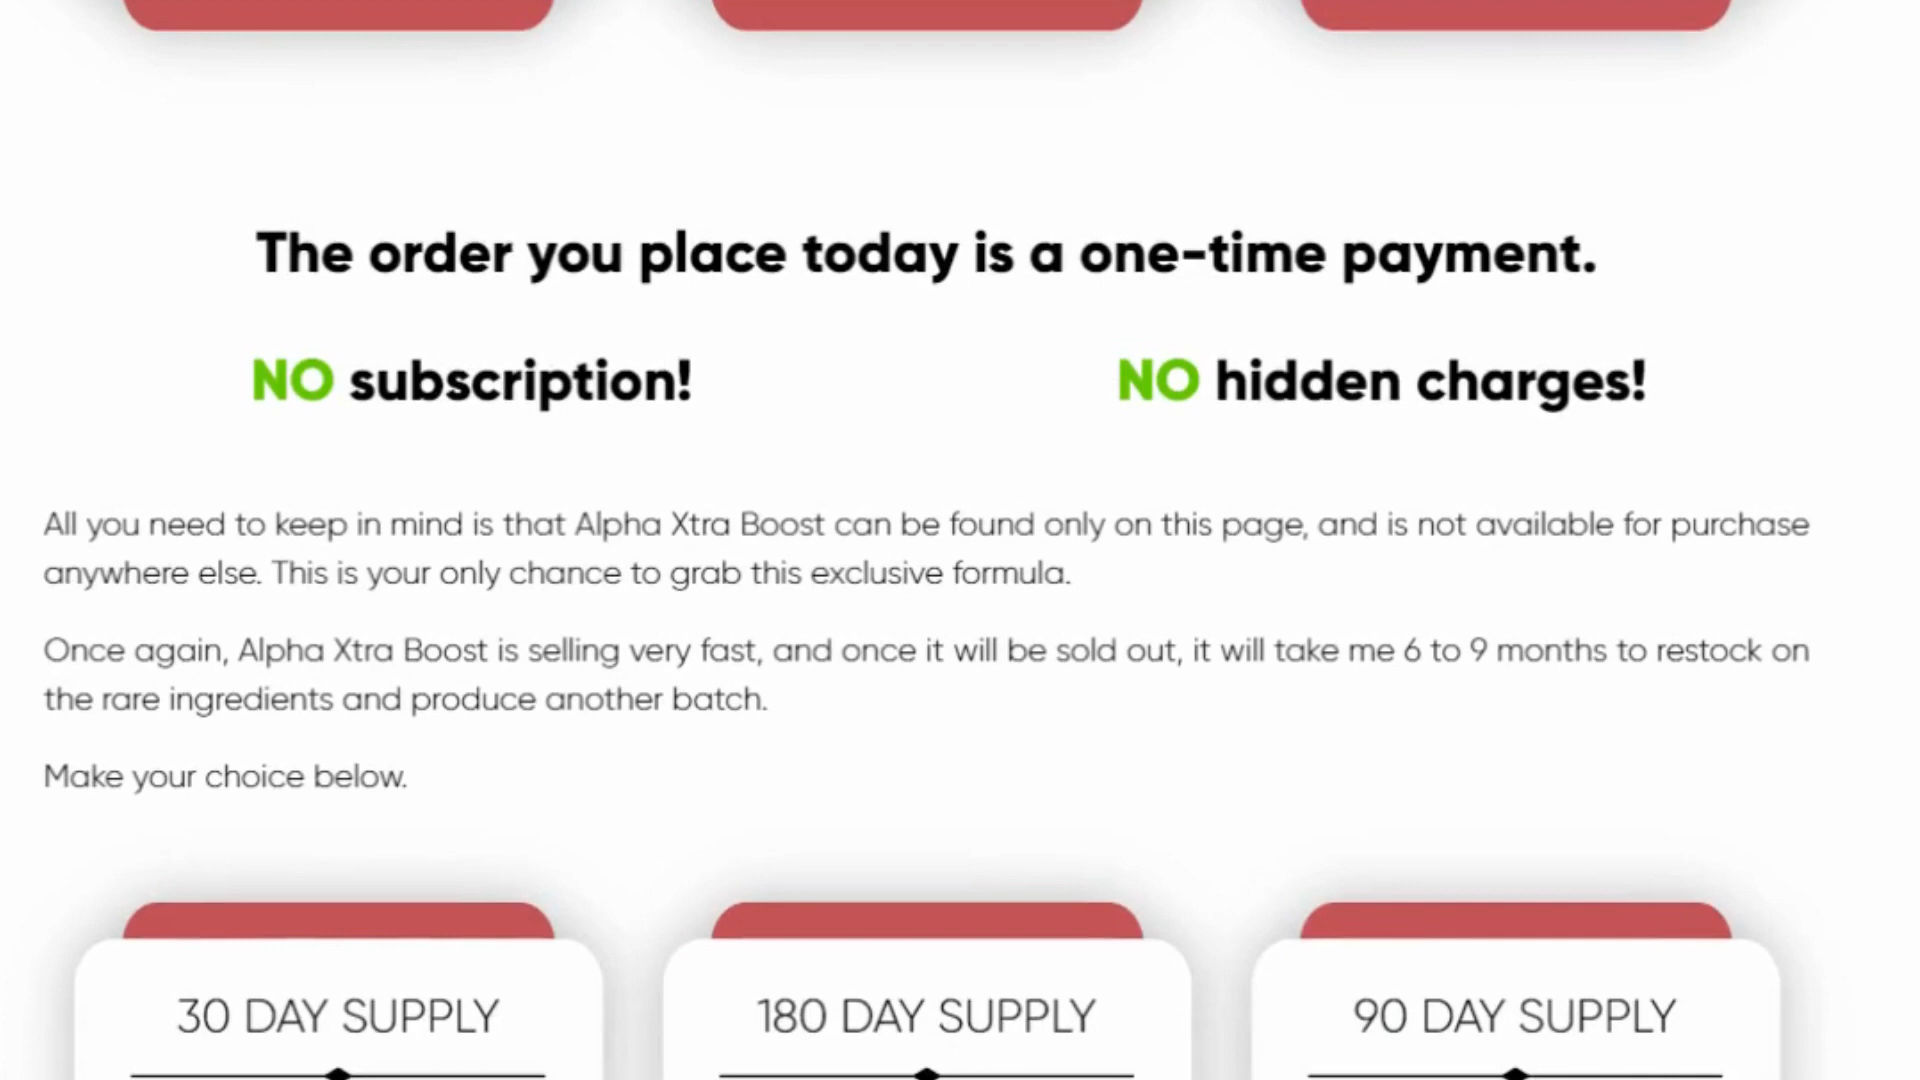 The order you place today is a one-time payment.
NO subscription!
NO hidden charges!
All you need to keep in mind is that Alpha Xtra Boost can be found only on this page, and is not available for purchase
anywhere else. This is your only chance to grab this exclusive formula.
Once again, Alpha Xtra Boost is selling very fast, and once it will be sold out, it will take me 6 to 9 months to restock on
the rare ingredients and produce another batch.
Make your choice below.
30 DAY SUPPLY
180 DAY SUPPLY
90 DAY SUPPLY